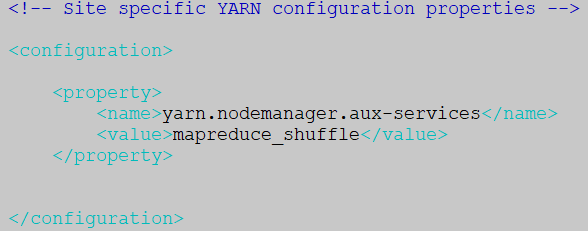 <!-- Site specific YARN configuration properties -->
<configuration>
<property>
<name>yarn.nodemanager.aux-services</name>
<value>mapreduce_shuffle</value>
</property>
</configuration>